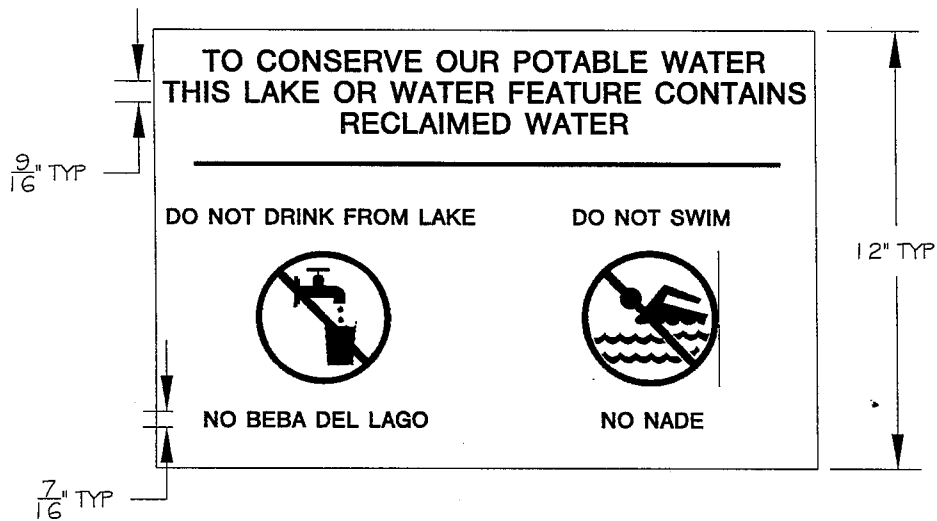 TO CONSERVE OUR POTABLE WATER
THIS LAKE OR WATER FEATURE CONTAINS
RECLAIMED WATER
9/16" TYP
DO NOT DRINK FROM LAKE
DO NOT SWIM
12" TYP
NO BEBA DEL LAGO
NO NADE
7/16" TYP